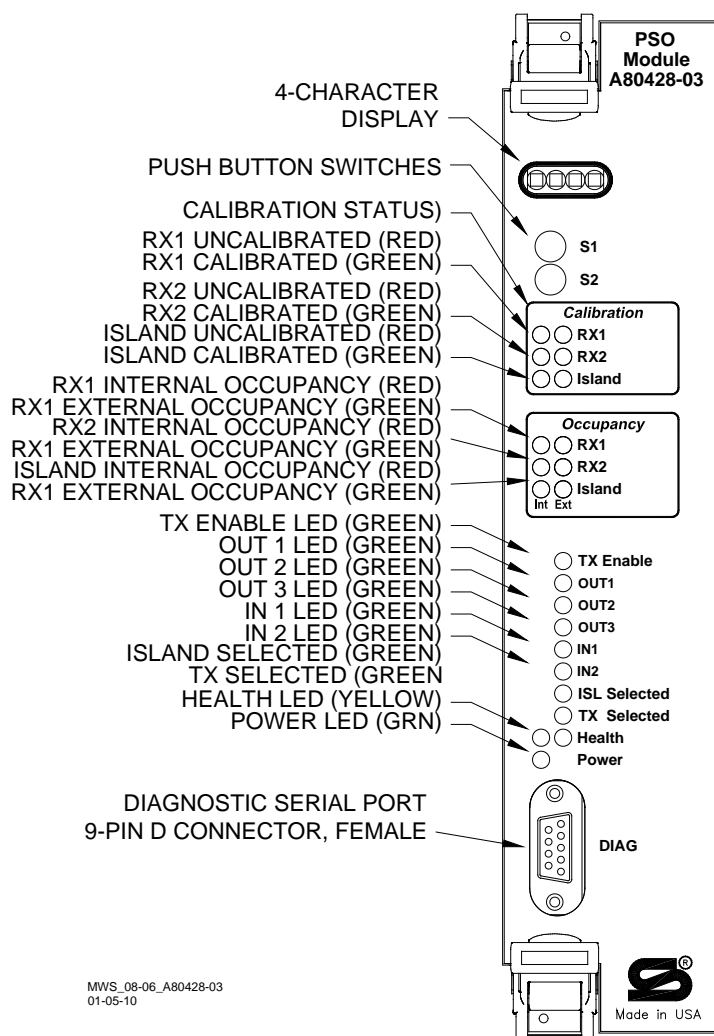 PSO
Module
A80428-03
4-CHARACTER
DISPLAY
PUSH BUTTON SWITCHES
CALIBRATION STATUS)
RX1 UNCALIBRATED (RED)
RX1 CALIBRATED (GREEN)
RX2 UNCALIBRATED (RED)
RX2 CALIBRATED (GREEN)
ISLAND UNCALIBRATED (RED)
ISLAND CALIBRATED (GREEN)
RX1 INTERNAL OCCUPANCY (RED)
RX1 EXTERNAL OCCUPANCY (GREEN)
RX2 INTERNAL OCCUPANCY (RED)
RX1 EXTERNAL OCCUPANCY (GREEN)
ISLAND INTERNAL OCCUPANCY (RED)
RX1 EXTERNAL OCCUPANCY (GREEN)
TX ENABLE LED (GREEN)
OUT 1 LED (GREEN)
OUT 2 LED (GREEN)
OUT 3 LED (GREEN)
IN 1 LED (GREEN)
IN 2 LED (GREEN)
ISLAND SELECTED (GREEN)
TX SELECTED (GREEN
HEALTH LED (YELLOW)
POWER LED (GRN)
DIAGNOSTIC SERIAL PORT
9-PIN D CONNECTOR, FEMALE
S1
S2
Calibration
RX1
RX2
Island
Occupancy
RX1
RX2
Island
Int Ext
TX Enable
OUT1
OUT2
OUT3
IN1
IN2
ISL Selected
TX Selected
Health
Power
DIAG
MWS_08-06_A80428-03
01-05-10
®
Made in USA